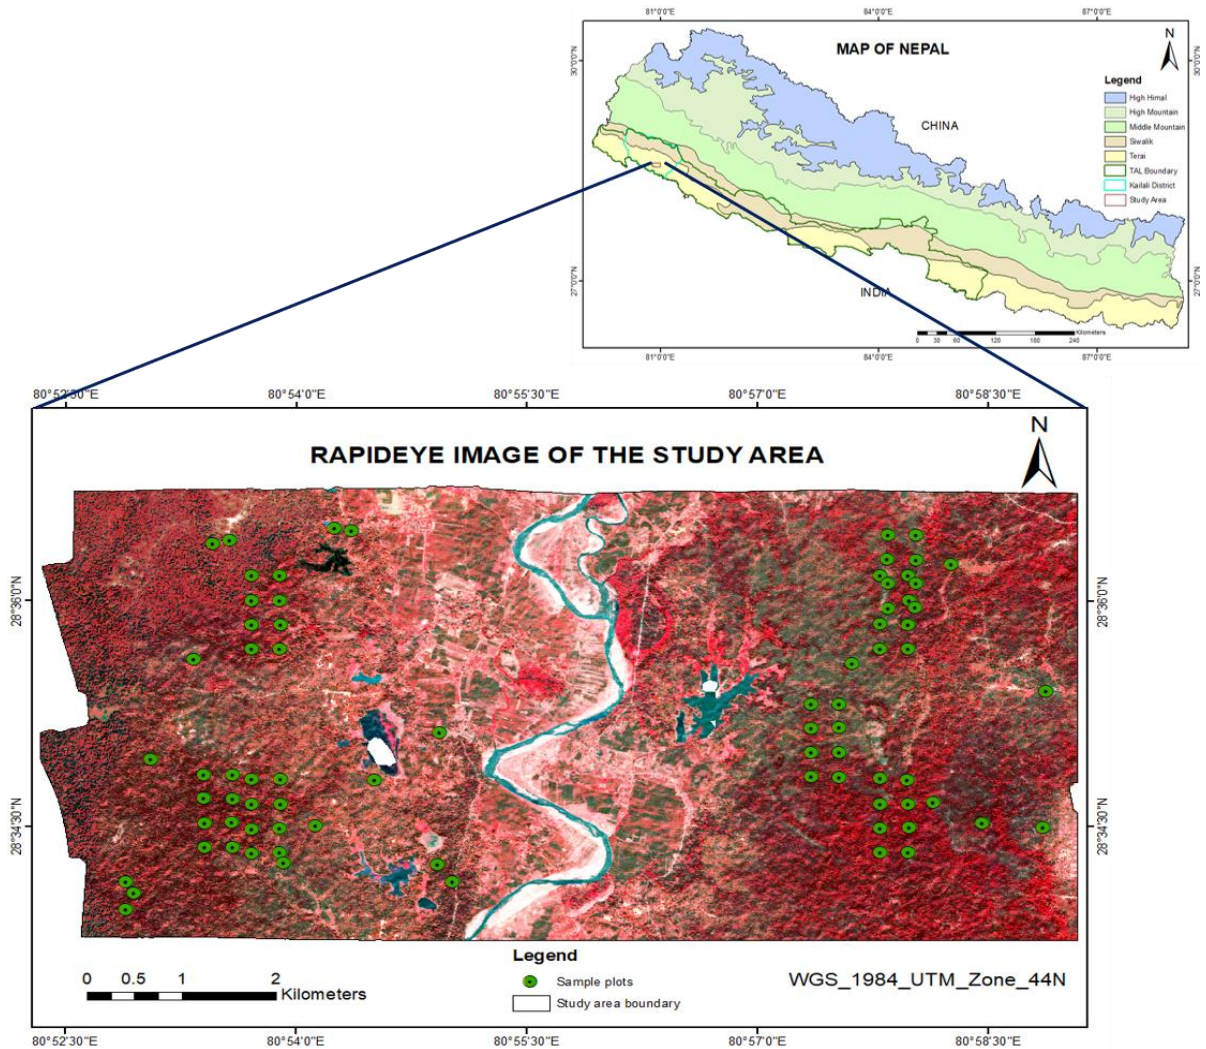 81°0'0"E 84°0'0"E 87°0'0"E
MAP OF NEPAL
N
30°0'0"N
30°0'0"N
Legend
High Himal
High Mountain
Middle Mountain
Siwalik
Terai
TAL Boundary
Kailali District
Study Area
CHINA
INDIA
27°0'0"N
27°0'0"N
Kilometers
0 30 60 120 180 240
81°0'0"E 84°0'0"E 87°0'0"E
80°52'30"E 80°54'0"E 80°55'30"E 80°57'0"E 80°58'30"E
RAPIDEYE IMAGE OF THE STUDY AREA
N
28°36'0"N
28°36'0"N
28°34'30"N
28°34'30"N
0 0.5 1 2
Kilometers
Legend
Sample plots
Study area boundary
WGS_1984_UTM_Zone_44N
80°52'30"E 80°54'0"E 80°55'30"E 80°57'0"E 80°58'30"E